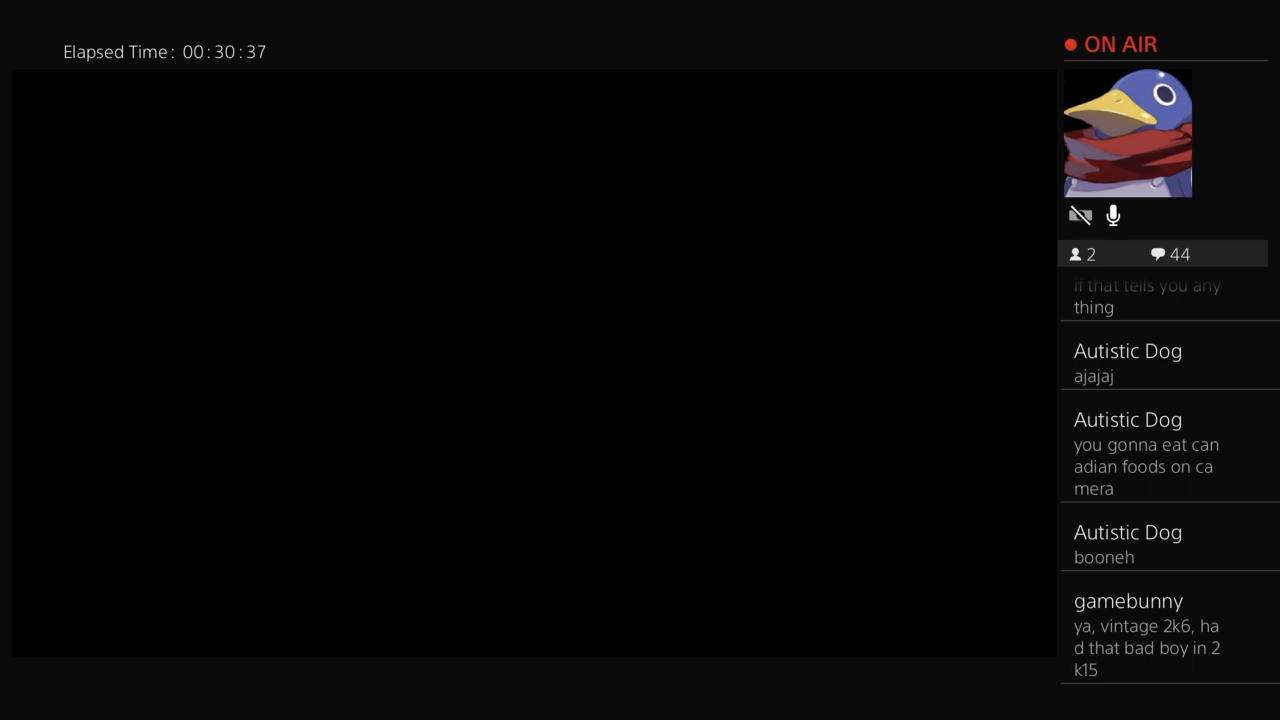 Elapsed Time: 00:30:37
ON AIR
2 44
if that tells you any
thing
Autistic Dog
ajajaj
Autistic Dog
you gonna eat can
adian foods on ca
mera
Autistic Dog
booneh
gamebunny
ya, vintage 2k6, ha
d that bad boy in 2
k15